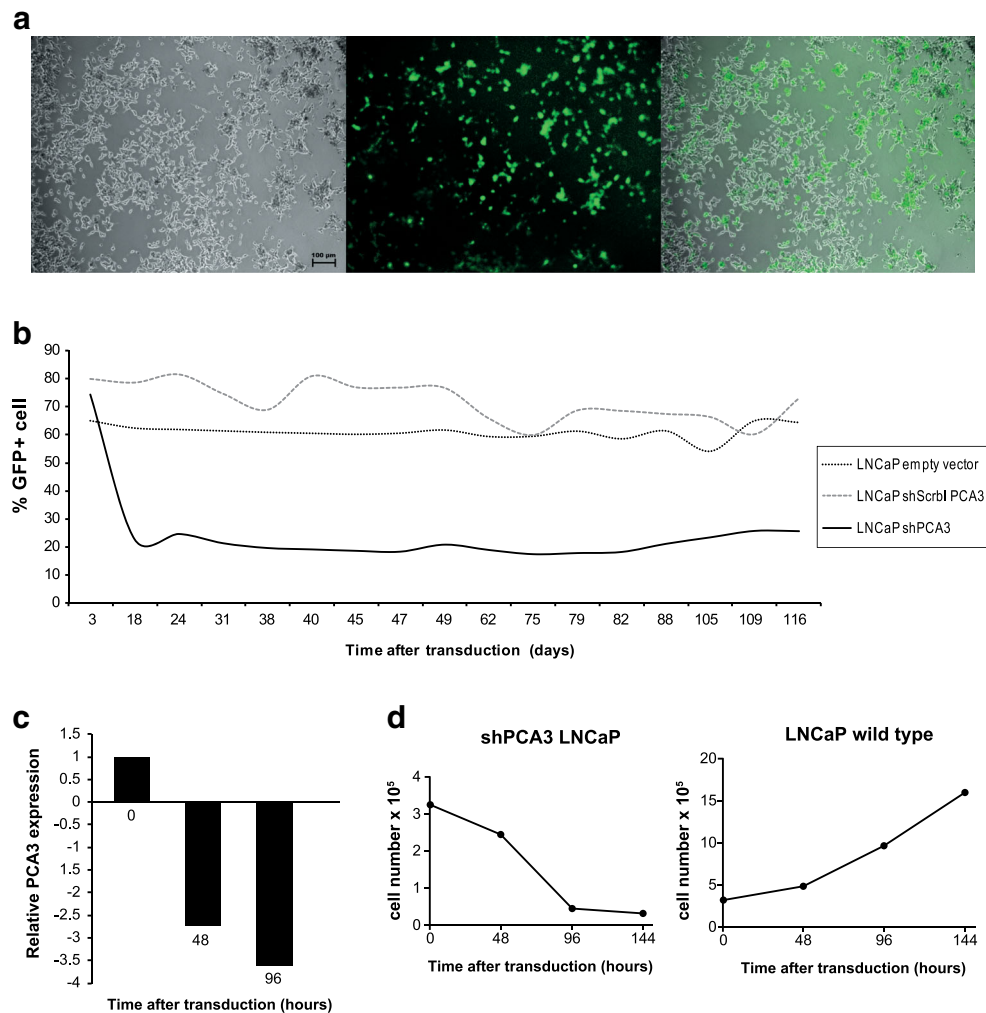 a
100 µm
b
% GFP+ cell
90
80
70
60
50
40
30
20
10
0
3 18 24 31 38 40 45 47 49 62 75 79 82 88 105 109 116
Time after transduction (days)
LNCaP empty vector
LNCaP shScrbl PCA3
LNCaP shPCA3
c
Relative PCA3 expression
1.5
1
0.5
0
-0.5
-1
-1.5
-2
-2.5
-3
-3.5
-4
0
48
96
Time after transduction (hours)
d
shPCA3 LNCaP
cell number x 10⁵
4
3
2
1
0
0 48 96 144
Time after transduction (hours)
LNCaP wild type
cell number x 10⁵
20
15
10
5
0
0 48 96 144
Time after transduction (hours)